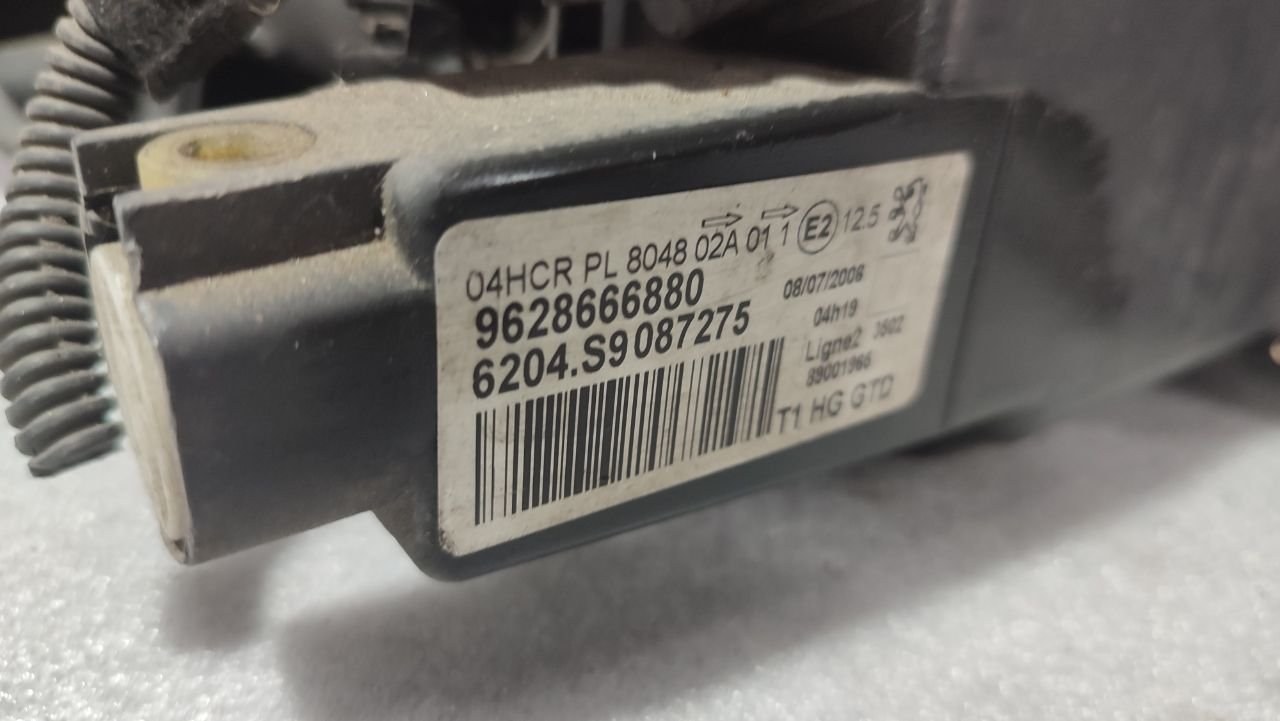 04HCR PL 8048 02A 01 1 E2 12.5
9628666880
08/07/2008
6204.S9087275
04h19
Ligne2 3602
89001966
T1 HG GTD